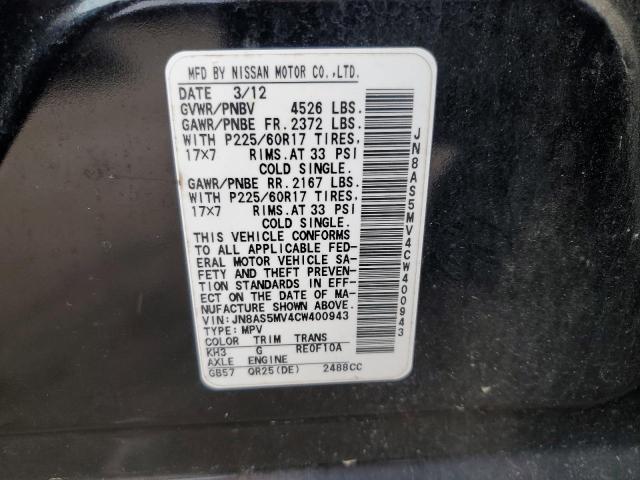 MFD BY NISSAN MOTOR CO.,LTD.
DATE 3/12
GVWR/PNBV 4526 LBS.
GAWR/PNBE FR. 2372 LBS.
WITH P225/60R17 TIRES,
17X7 RIMS.AT 33 PSI
COLD SINGLE.
GAWR/PNBE RR. 2167 LBS.
WITH P225/60R17 TIRES,
17X7 RIMS.AT 33 PSI
COLD SINGLE.
THIS VEHICLE CONFORMS
TO ALL APPLICABLE FED-
ERAL MOTOR VEHICLE SA-
FETY AND THEFT PREVEN-
TION STANDARDS IN EFF-
ECT ON THE DATE OF MA-
NUFACTURE SHOWN ABOVE.
VIN:JN8AS5MV4CW400943
TYPE:MPV
COLOR TRIM TRANS
KH3 G RE0F10A
AXLE ENGINE
GB57 QR25(DE) 2488CC
JN8AS5MV4CW400943